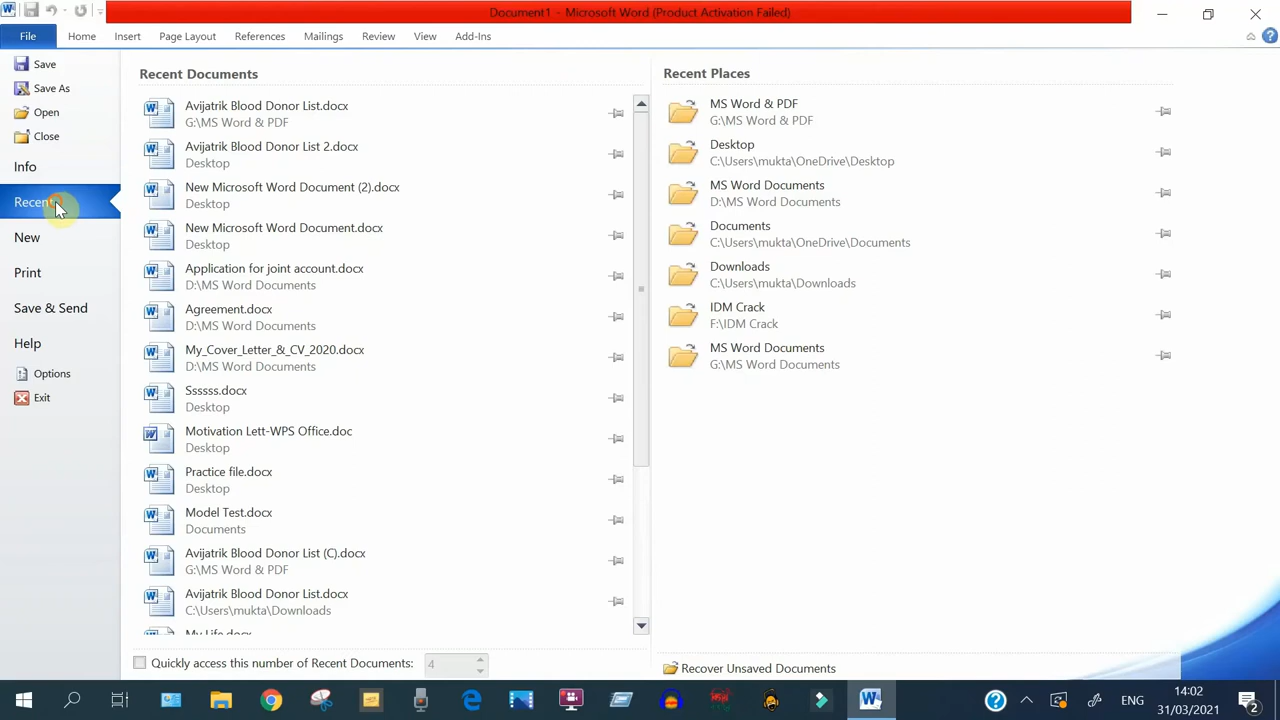 Document1 - Microsoft Word (Product Activation Failed)
File Home Insert Page Layout References Mailings Review View Add-Ins
Save
Save As
Open
Close
Info
Recent
New
Print
Save & Send
Help
Options
Exit
Recent Documents
Avijatrik Blood Donor List.docx
G:\MS Word & PDF
Avijatrik Blood Donor List 2.docx
Desktop
New Microsoft Word Document (2).docx
Desktop
New Microsoft Word Document.docx
Desktop
Application for joint account.docx
D:\MS Word Documents
Agreement.docx
D:\MS Word Documents
My_Cover_Letter_&_CV_2020.docx
D:\MS Word Documents
Ssssss.docx
Desktop
Motivation Lett-WPS Office.doc
Desktop
Practice file.docx
Desktop
Model Test.docx
Documents
Avijatrik Blood Donor List (C).docx
G:\MS Word & PDF
Avijatrik Blood Donor List.docx
C:\Users\mukta\Downloads
My Life.docx
Quickly access this number of Recent Documents: 4
Recent Places
MS Word & PDF
G:\MS Word & PDF
Desktop
C:\Users\mukta\OneDrive\Desktop
MS Word Documents
D:\MS Word Documents
Documents
C:\Users\mukta\OneDrive\Documents
Downloads
C:\Users\mukta\Downloads
IDM Crack
F:\IDM Crack
MS Word Documents
G:\MS Word Documents
Recover Unsaved Documents
ENG
14:02
31/03/2021
2